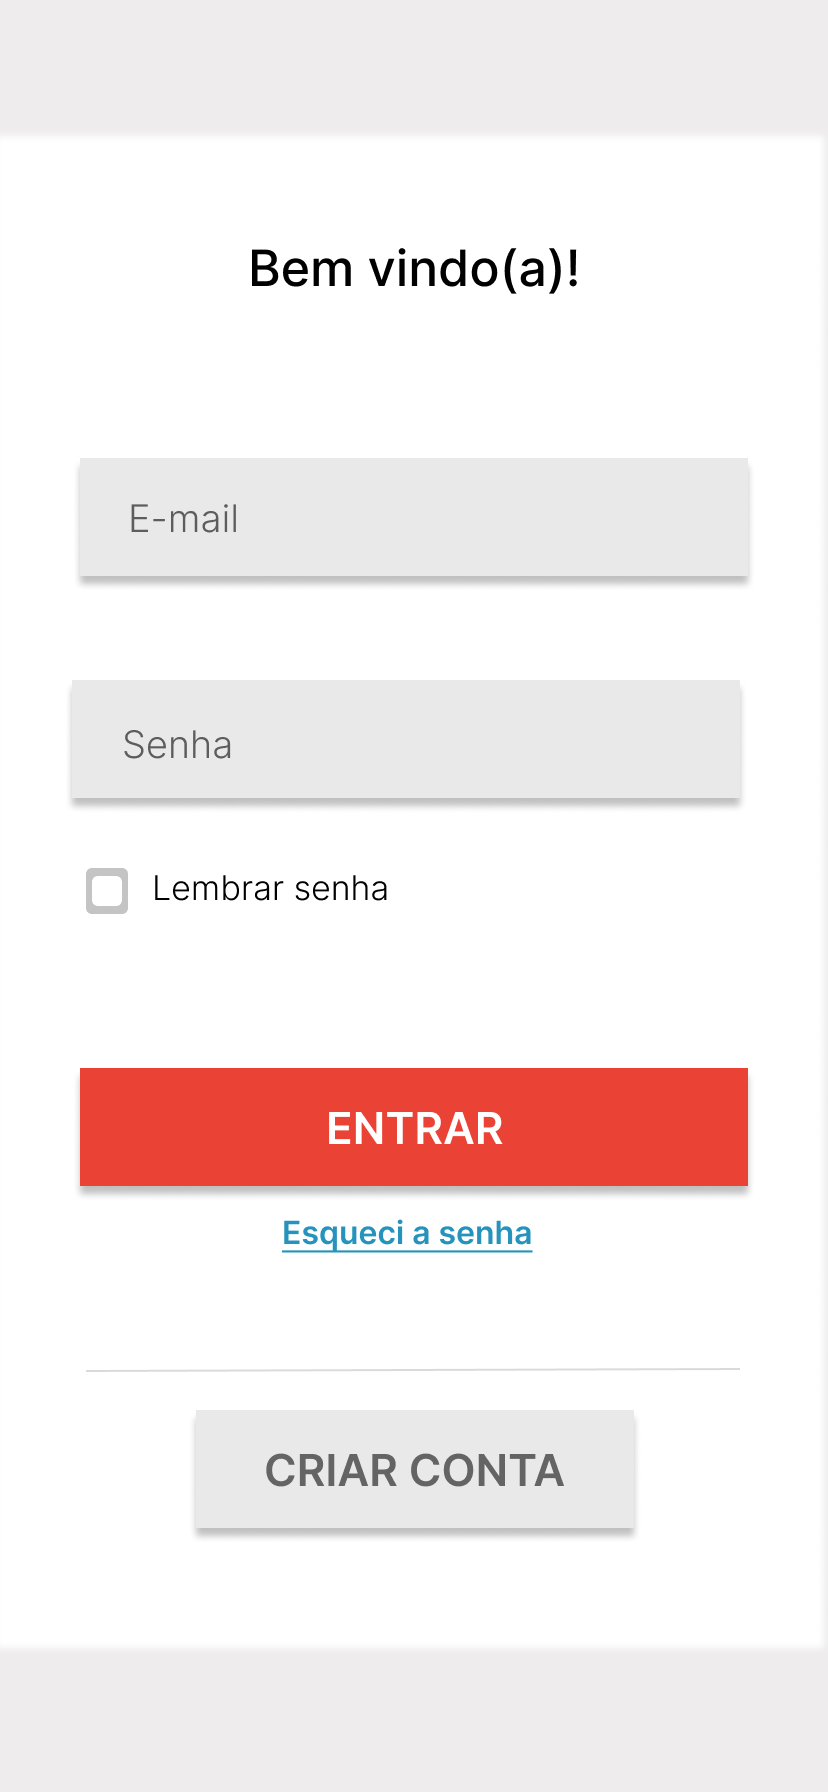 Bem vindo(a)!
E-mail
Senha
Lembrar senha
ENTRAR
Esqueci a senha
CRIAR CONTA